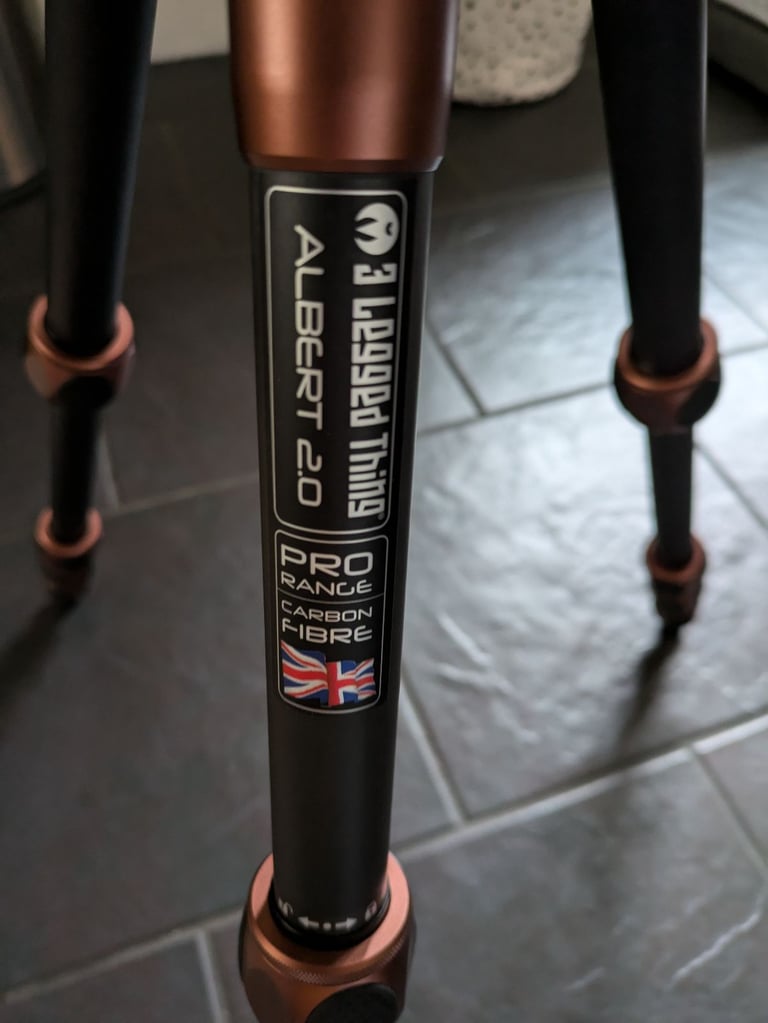 3 Legged Thing
ALBERT 2.0
PRO
RANGE
CARBON
FIBRE